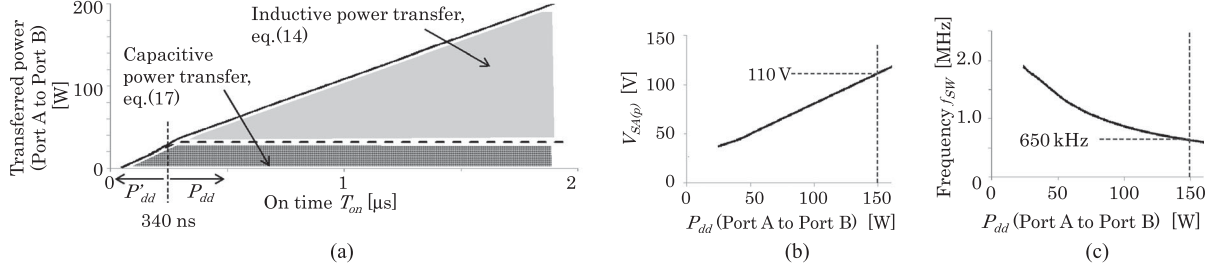 Transferred power
(Port A to Port B)
[W]
200
100
0
Inductive power transfer,
eq.(14)
Capacitive
power transfer,
eq.(17)
0
1
2
P'dd
Pdd
On time Ton [μs]
340 ns
(a)
VSA(p) [V]
150
100
50
0
110 V
0
50
100
150
Pdd (Port A to Port B) [W]
(b)
Frequency fSW [MHz]
2.0
1.0
0
650 kHz
0
50
100
150
Pdd (Port A to Port B) [W]
(c)